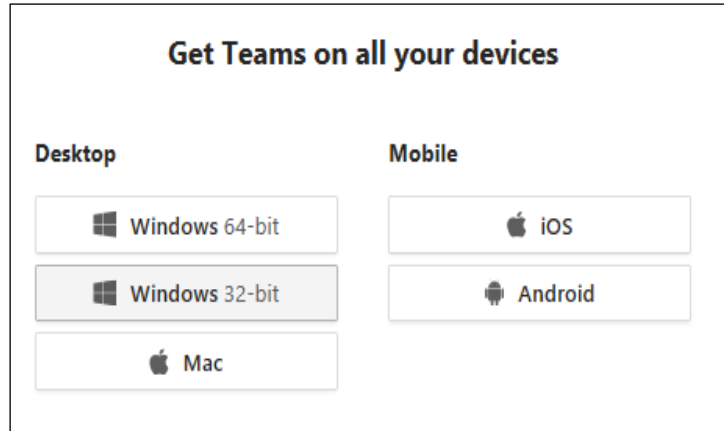 Get Teams on all your devices
Desktop
Windows 64-bit
Windows 32-bit
Mac
Mobile
iOS
Android